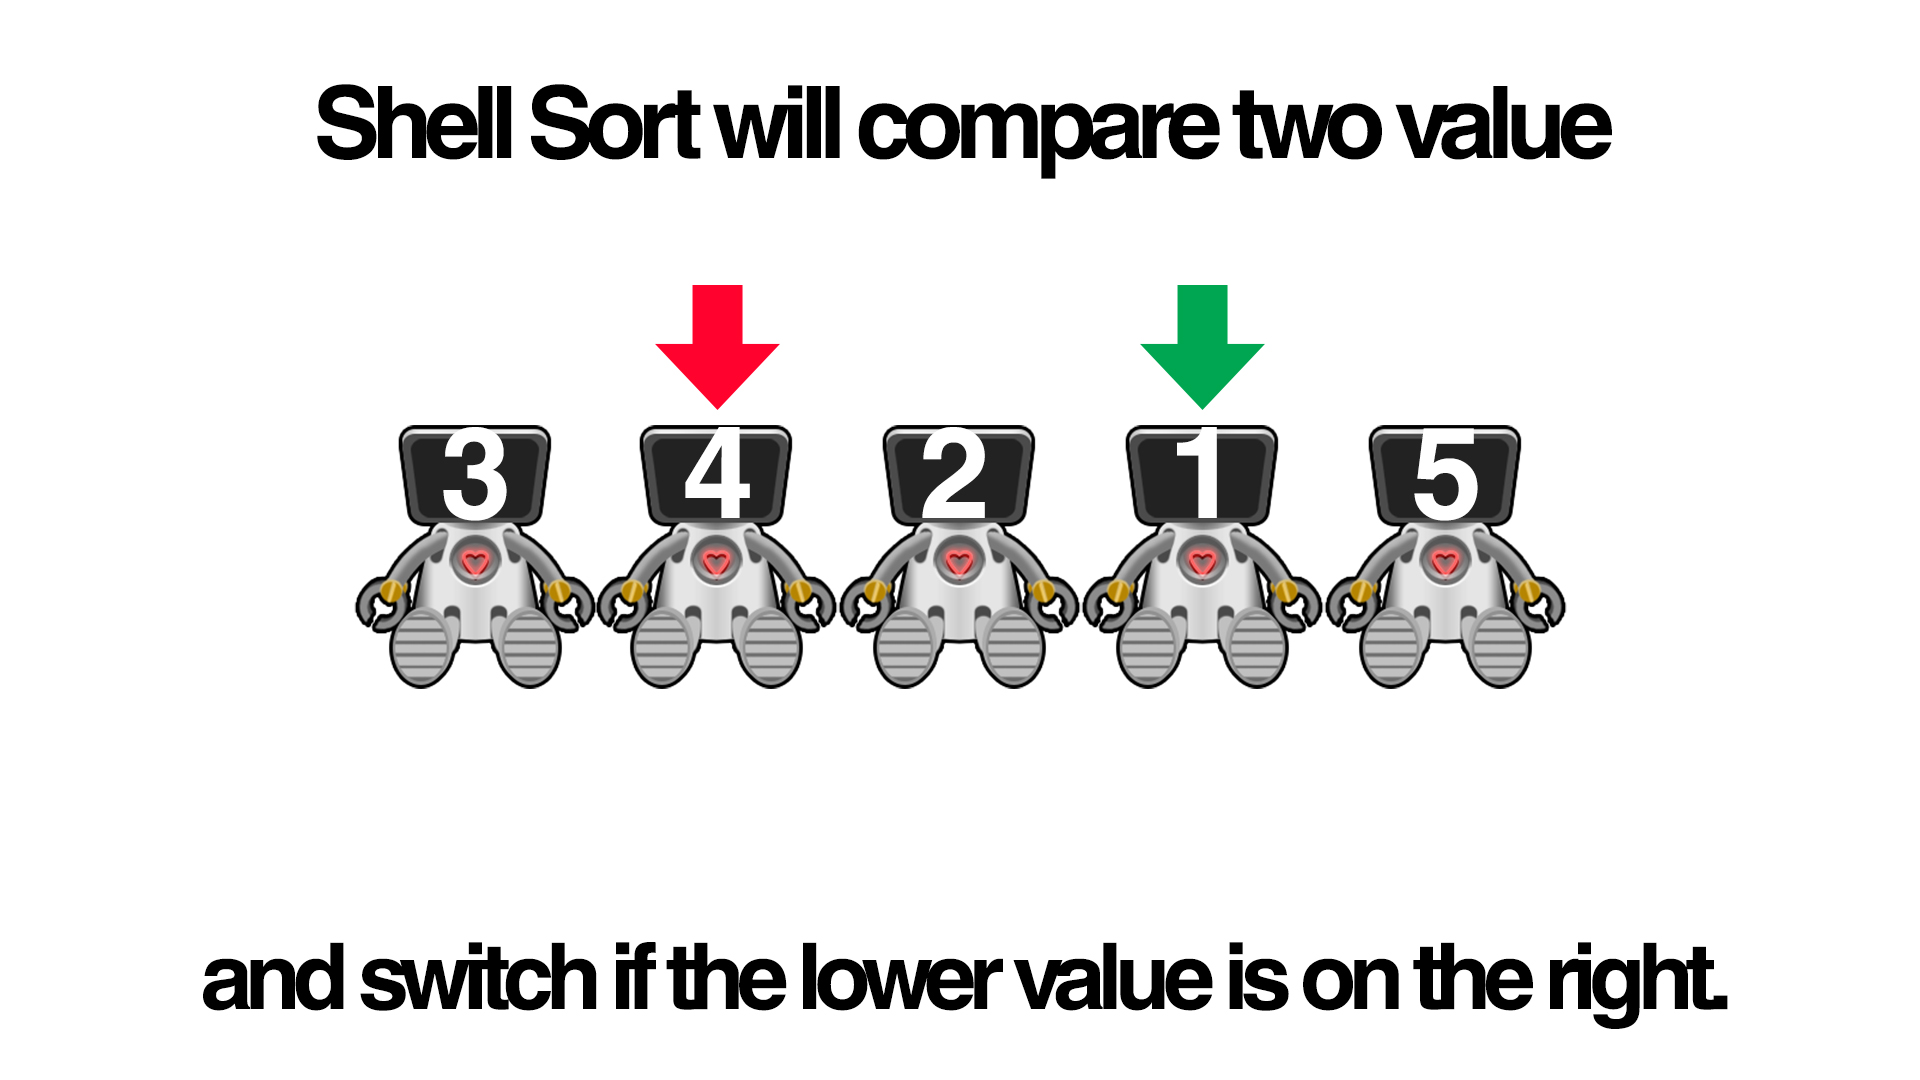 Shell Sort will compare two value
3 4 2 1 5
and switch if the lower value is on the right.